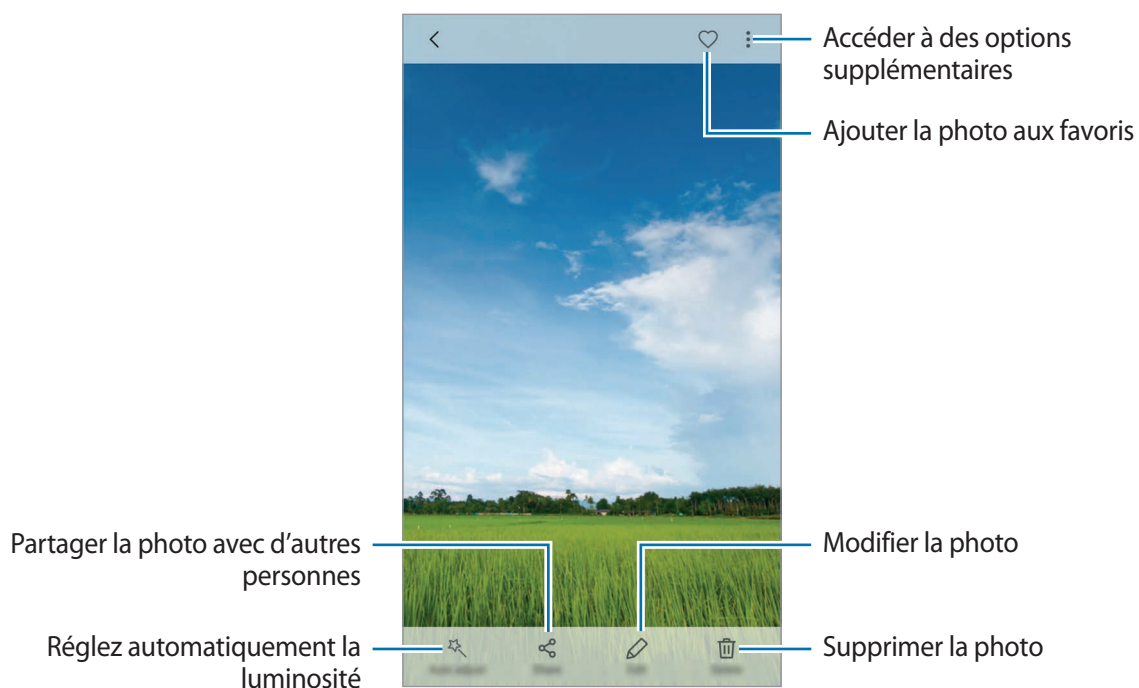 Accéder à des options
supplémentaires
Ajouter la photo aux favoris
Partager la photo avec d'autres
personnes
Modifier la photo
Réglez automatiquement la
luminosité
Supprimer la photo